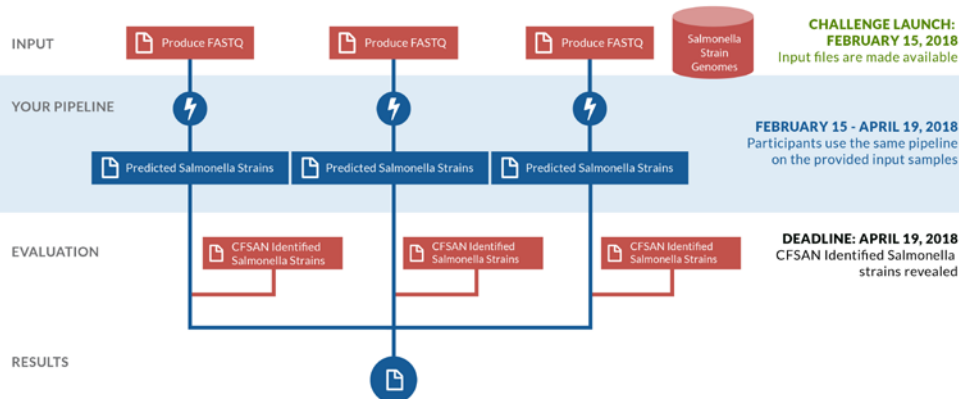 INPUT
Produce FASTQ
Produce FASTQ
Produce FASTQ
Salmonella
Strain
Genomes
CHALLENGE LAUNCH:
FEBRUARY 15, 2018
Input files are made available
YOUR PIPELINE
FEBRUARY 15 - APRIL 19, 2018
Participants use the same pipeline
on the provided input samples
Predicted Salmonella Strains
Predicted Salmonella Strains
Predicted Salmonella Strains
EVALUATION
CFSAN Identified
Salmonella Strains
CFSAN Identified
Salmonella Strains
CFSAN Identified
Salmonella Strains
DEADLINE: APRIL 19, 2018
CFSAN Identified Salmonella
strains revealed
RESULTS